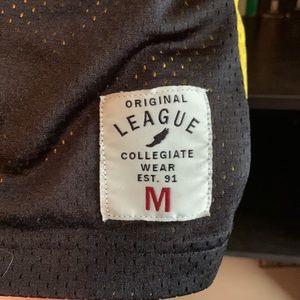 ORIGINAL
LEAGUE
COLLEGIATE
WEAR
EST. 91
M